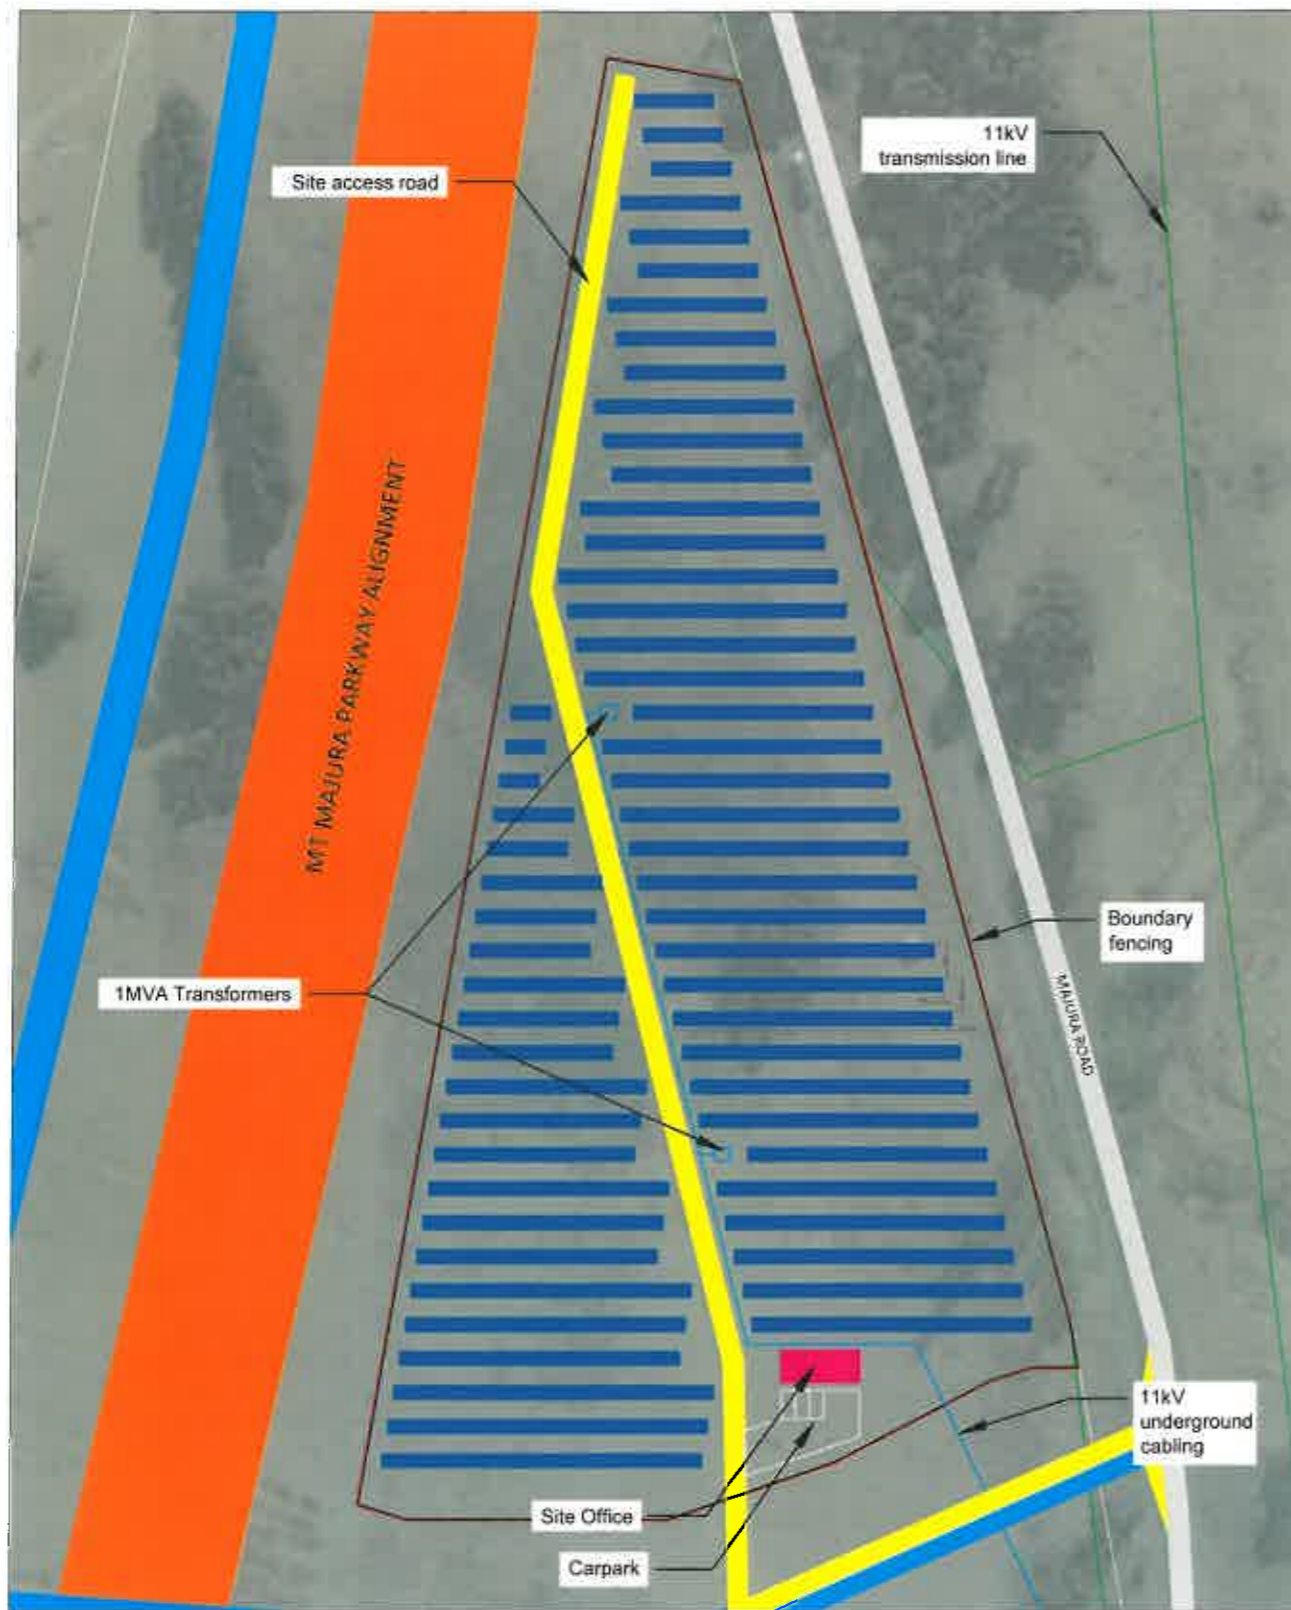 11kV
transmission line
Site access road
MT MAJURA PARKWAY ALIGNMENT
Boundary
fencing
1MVA Transformers
MAJURA ROAD
11kV
underground
cabling
Site Office
Carpark